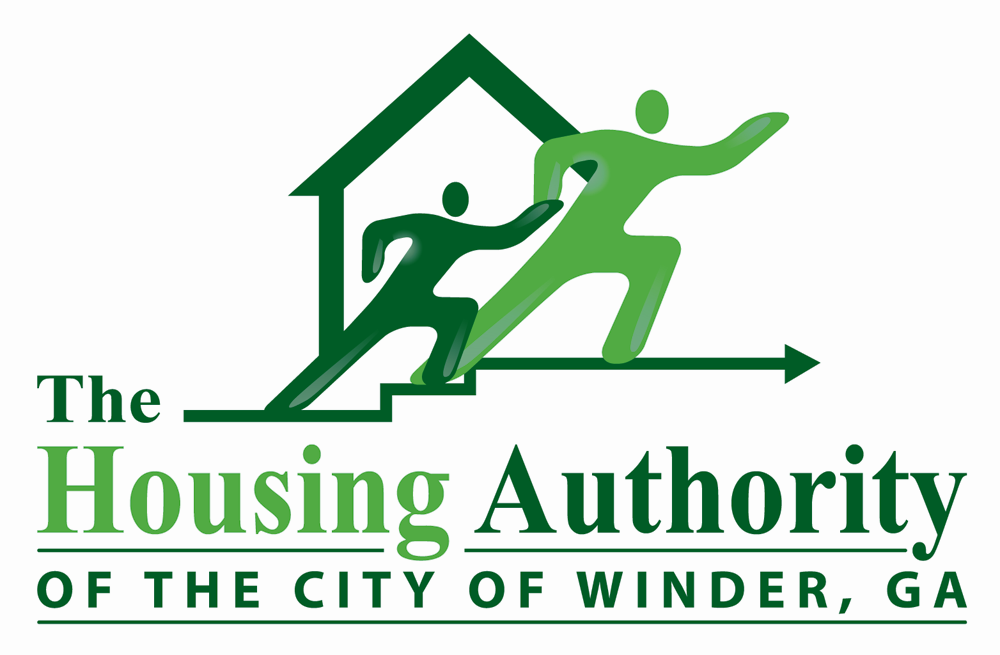 The
Housing Authority
OF THE CITY OF WINDER, GA